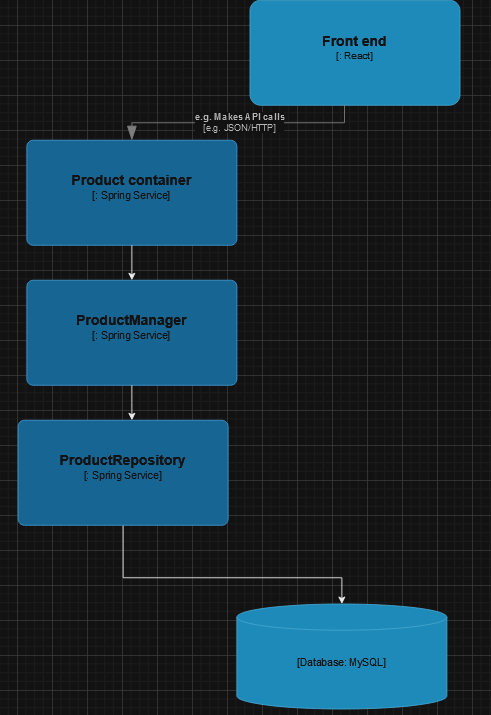 Front end
[: React]
e.g. Makes API calls
[e.g. JSON/HTTP]
Product container
[: Spring Service]
ProductManager
[: Spring Service]
ProductRepository
[: Spring Service]
[Database: MySQL]